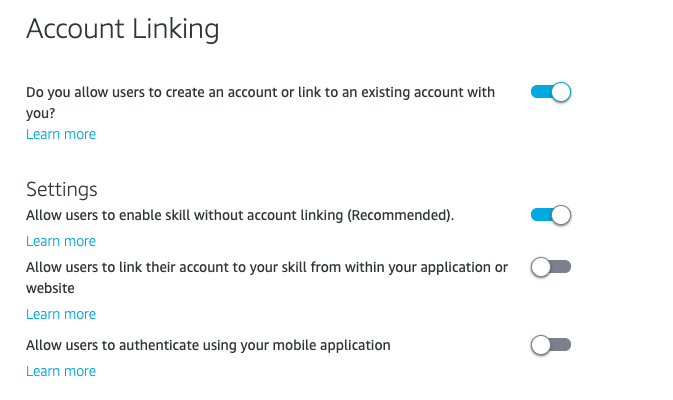 Account Linking
Do you allow users to create an account or link to an existing account with
you?
Learn more
Settings
Allow users to enable skill without account linking (Recommended).
Learn more
Allow users to link their account to your skill from within your application or
website
Learn more
Allow users to authenticate using your mobile application
Learn more